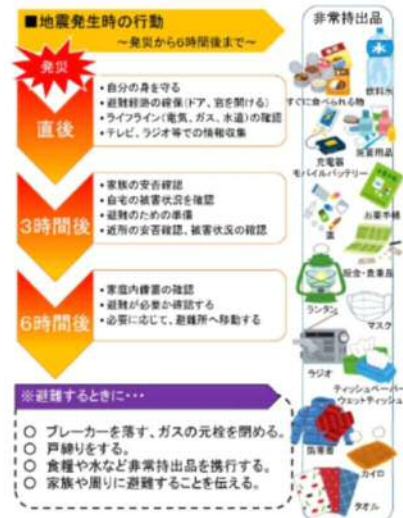 ■地震発生時の行動
～発災から6時間後まで～
発災
直後
・自分の身を守る
・避難経路の確保(ドア、窓を開ける)
・ライフライン(電気、ガス、水道)の確認
・テレビ、ラジオ等での情報収集
3時間後
・家族の安否確認
・自宅の被害状況を確認
・避難のための準備
・近所の安否確認、被害状況の確認
6時間後
・家庭内備蓄の確認
・避難が必要か確認する
・必要に応じて、避難所へ移動する
※避難するときに・・・
○ ブレーカーを落す、ガスの元栓を閉める。
○ 戸締りをする。
○ 食糧や水など非常持出品を携行する。
○ 家族や周りに避難することを伝える。
非常持出品
水
すぐに食べられる物
飲料水
充電器
モバイルバッテリー
お薬手帳
薬
現金・貴重品
ランタン
マスク
ラジオ
ティッシュペーパー
ウェットティッシュ
防寒着
カイロ
タオル